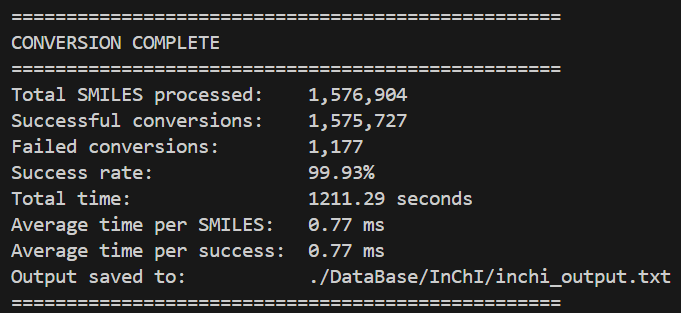 ==================================================
CONVERSION COMPLETE
==================================================
Total SMILES processed:    1,576,904
Successful conversions:    1,575,727
Failed conversions:        1,177
Success rate:              99.93%
Total time:                1211.29 seconds
Average time per SMILES:   0.77 ms
Average time per success:  0.77 ms
Output saved to:           ./DataBase/InChI/inchi_output.txt
==================================================